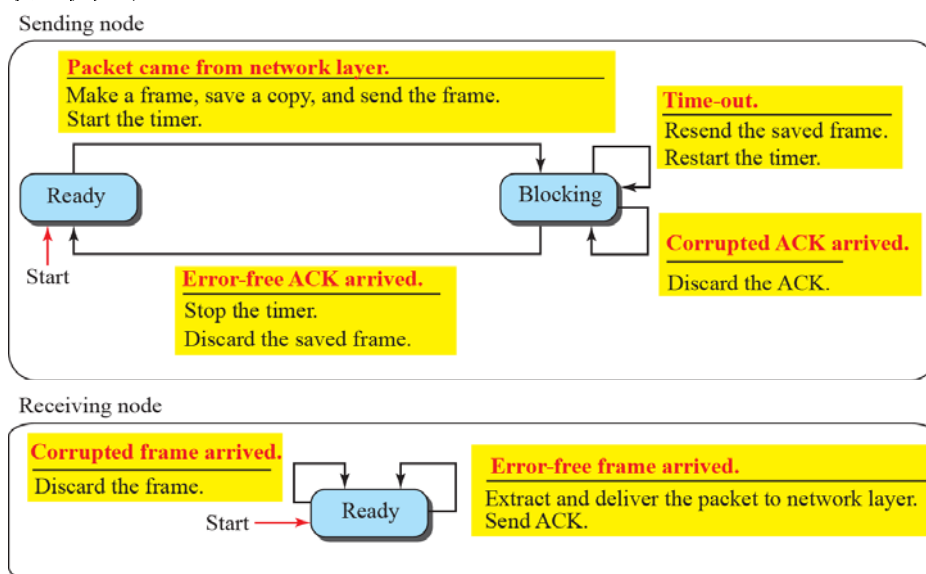 Sending node
Packet came from network layer.
Make a frame, save a copy, and send the frame.
Start the timer.
Time-out.
Resend the saved frame.
Restart the timer.
Ready
Blocking
Start
Error-free ACK arrived.
Stop the timer.
Discard the saved frame.
Corrupted ACK arrived.
Discard the ACK.
Receiving node
Corrupted frame arrived.
Discard the frame.
Start
Ready
Error-free frame arrived.
Extract and deliver the packet to network layer.
Send ACK.